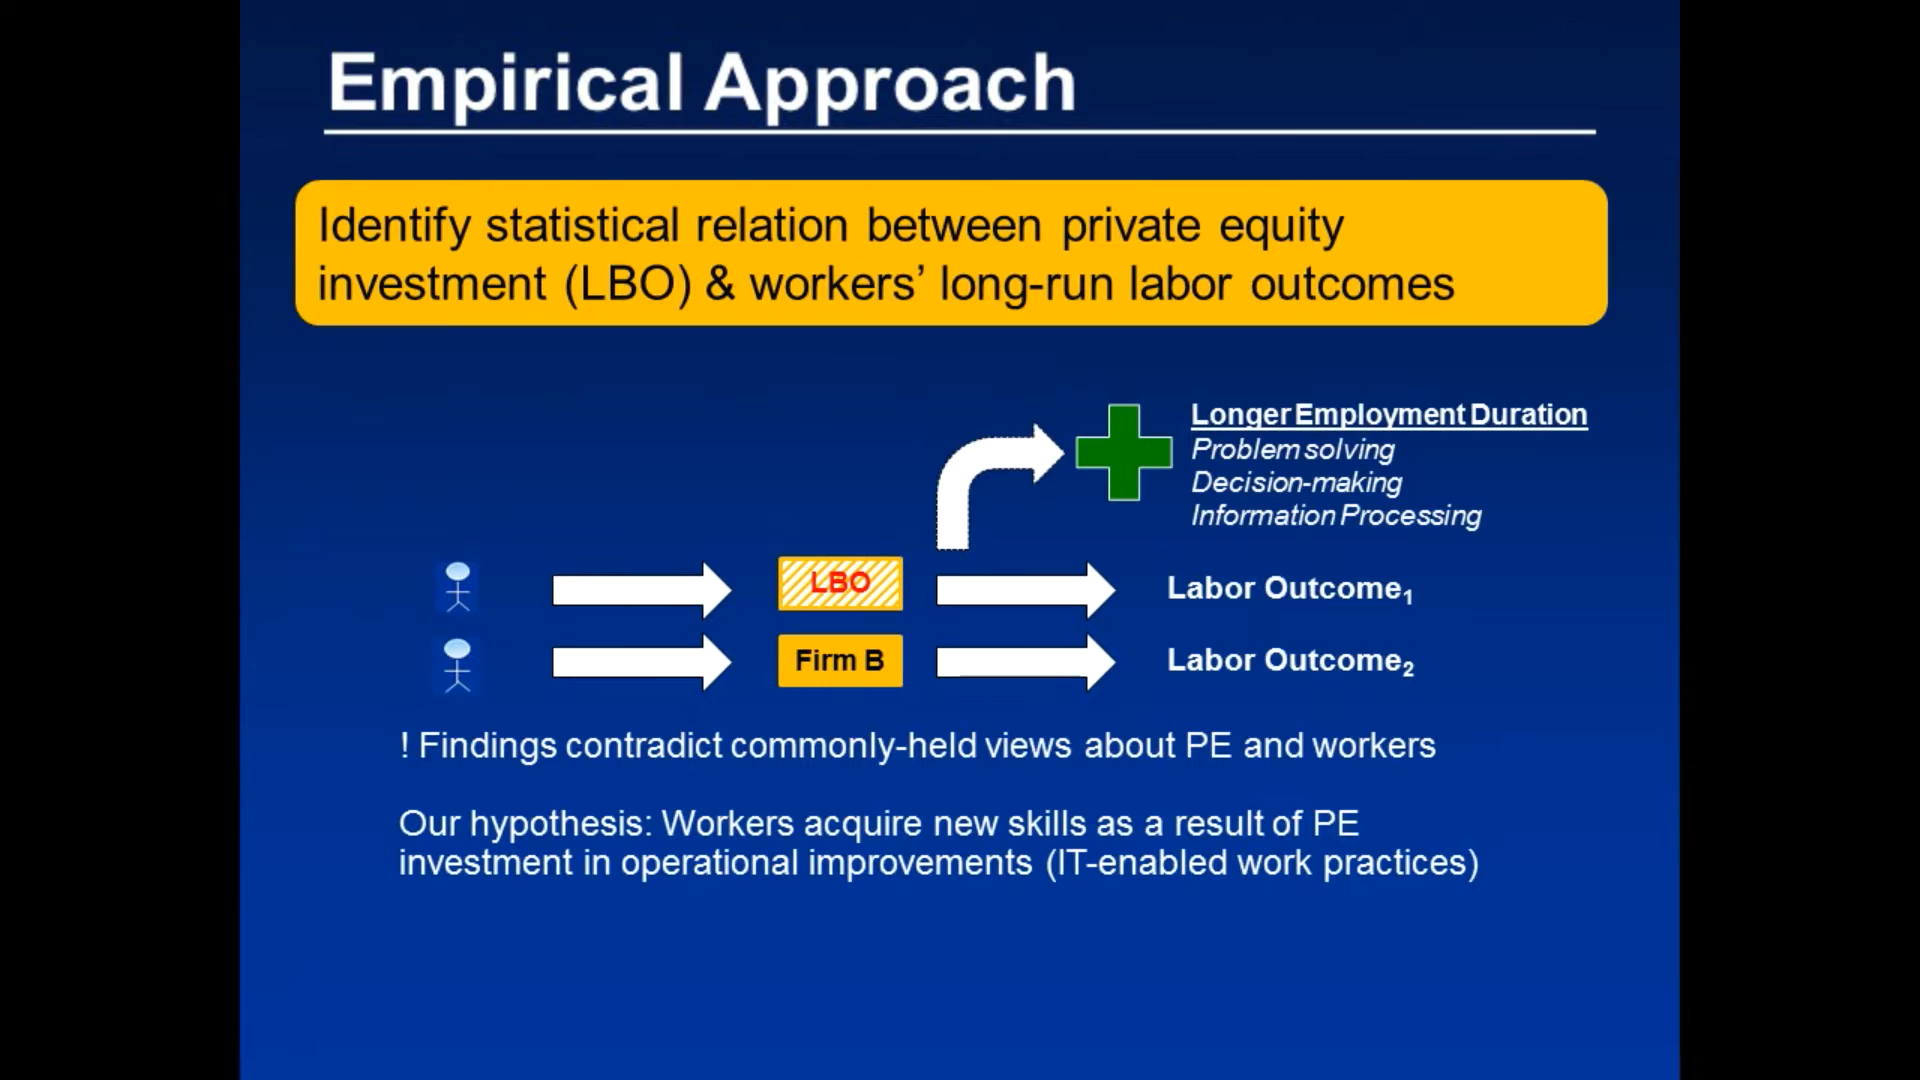 Empirical Approach
Identify statistical relation between private equity
investment (LBO) & workers’ long-run labor outcomes
Longer Employment Duration
Problem solving
Decision-making
Information Processing
LBO
Labor Outcome₁
Firm B
Labor Outcome₂
! Findings contradict commonly-held views about PE and workers
Our hypothesis: Workers acquire new skills as a result of PE
investment in operational improvements (IT-enabled work practices)